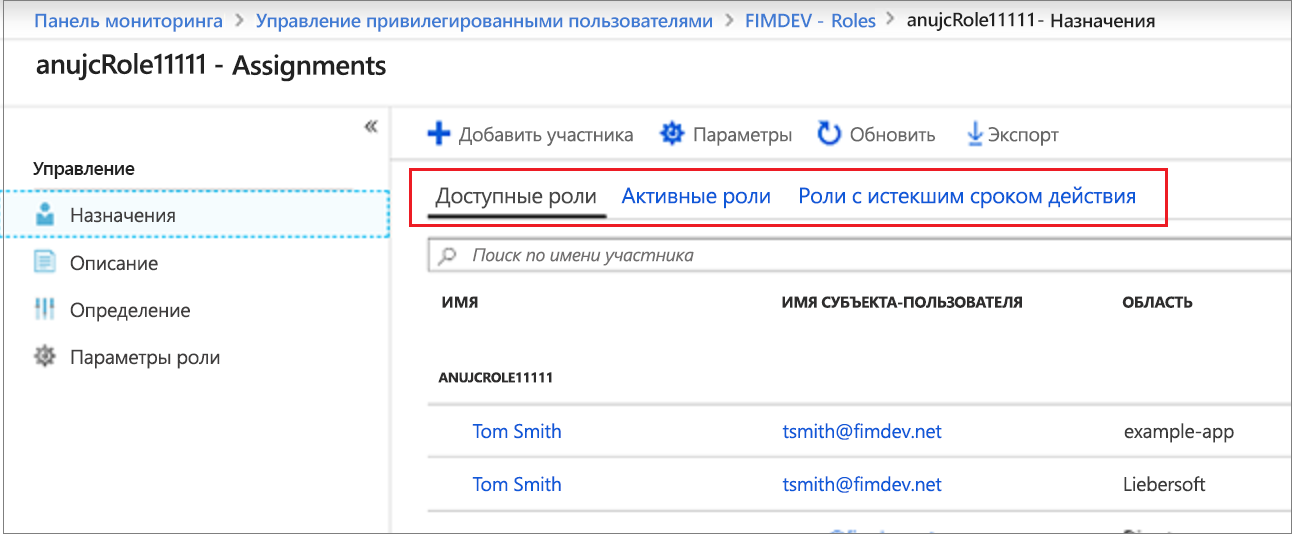 Панель мониторинга > Управление привилегированными пользователями > FIMDEV - Roles > anujcRole11111 - Назначения
anujcRole11111 - Assignments
«
Управление
Назначения
Описание
Определение
Параметры роли
Добавить участника Параметры Обновить Экспорт
Доступные роли Активные роли Роли с истекшим сроком действия
Поиск по имени участника
ИМЯ ИМЯ СУБЪЕКТА-ПОЛЬЗОВАТЕЛЯ ОБЛАСТЬ
ANUJCROLE11111
Tom Smith tsmith@fimdev.net example-app
Tom Smith tsmith@fimdev.net Liebersoft